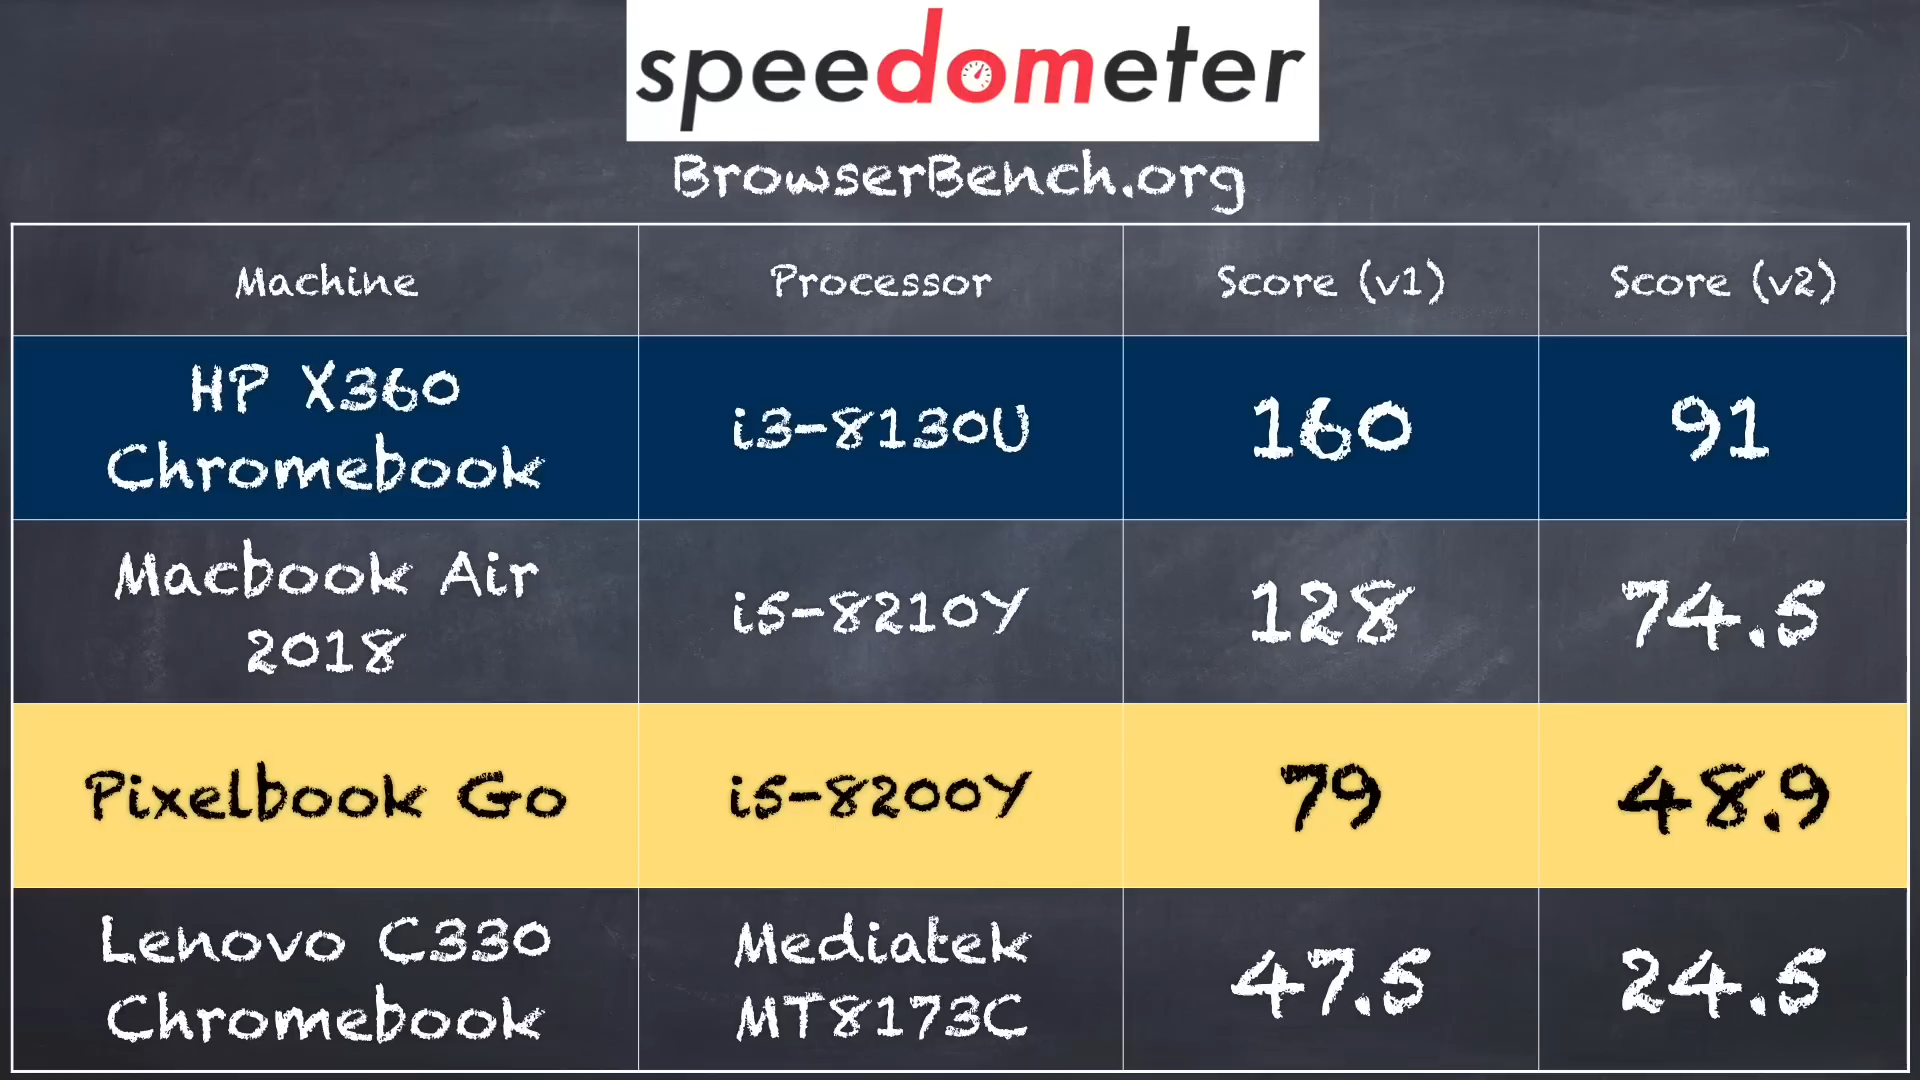 speedometer
BrowserBench.org
Machine Processor Score (v1) Score (v2)
HP X360
Chromebook
i3-8130U 160 91
Macbook Air
2018
i5-8210Y 128 74.5
Pixelbook Go i5-8200Y 79 48.9
Lenovo C330
Chromebook
Mediatek
MT8173C
47.5 24.5